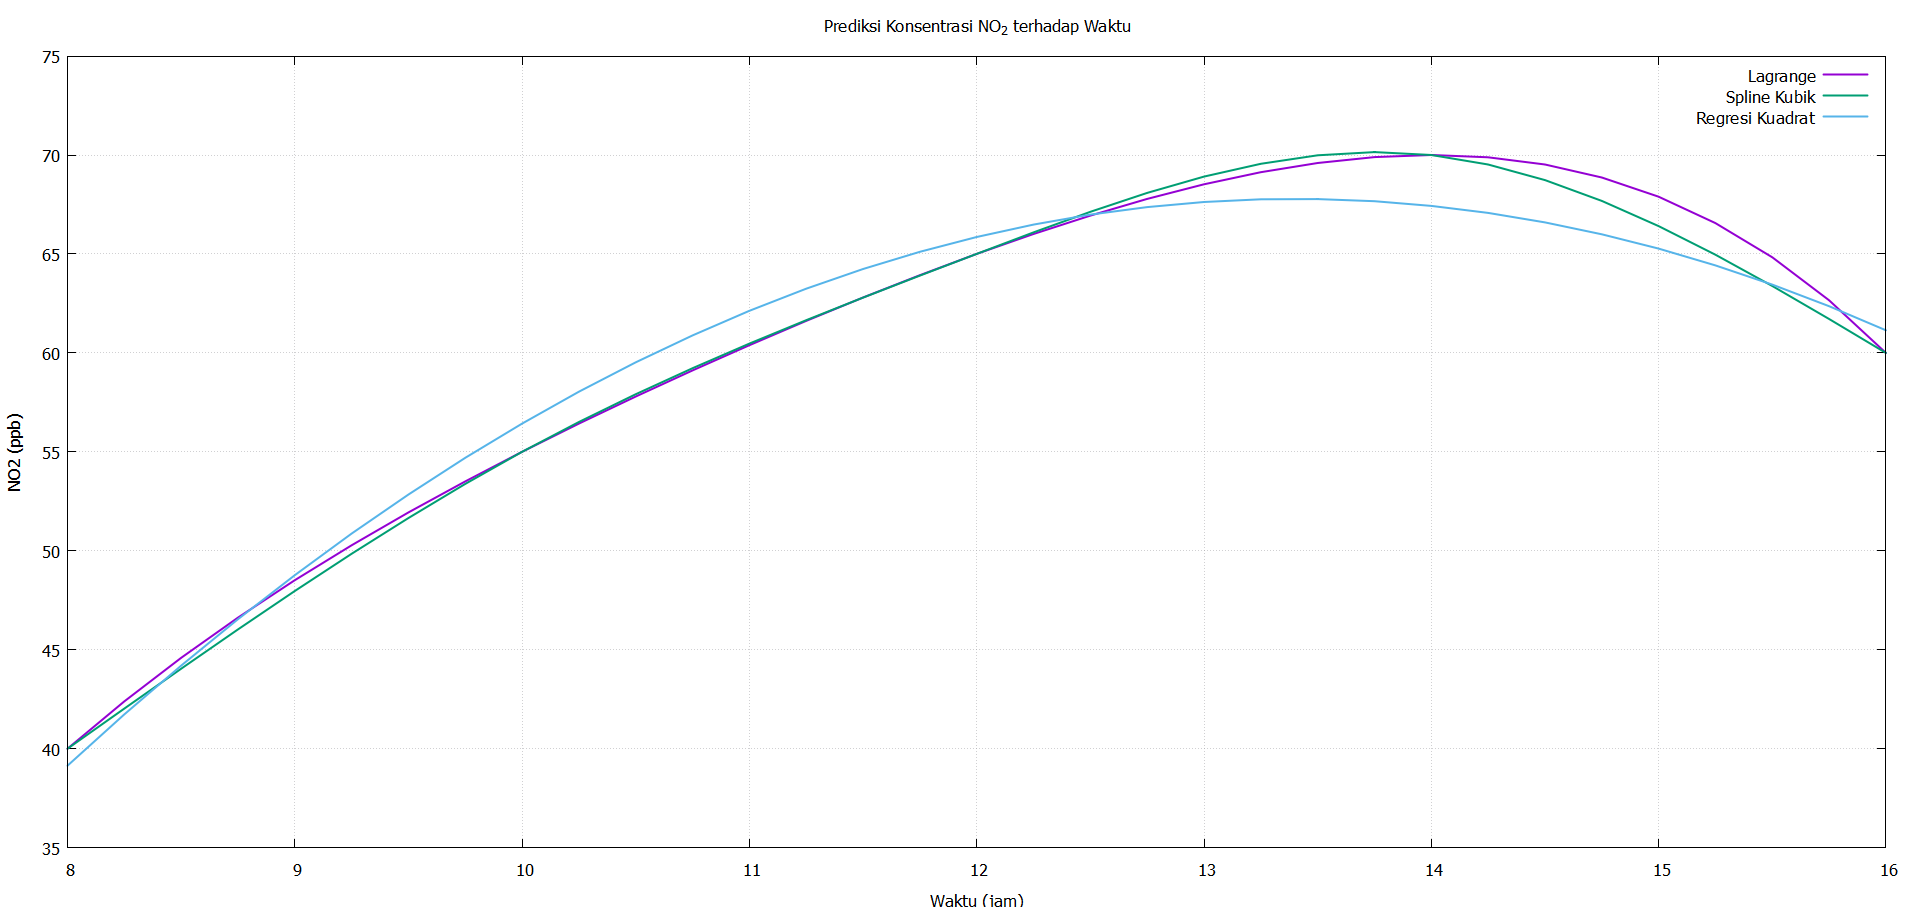 Prediksi Konsentrasi NO₂ terhadap Waktu
75
70
65
60
55
50
45
40
35
NO2 (ppb)
Lagrange
Spline Kubik
Regresi Kuadrat
8 9 10 11 12 13 14 15 16
Waktu (jam)